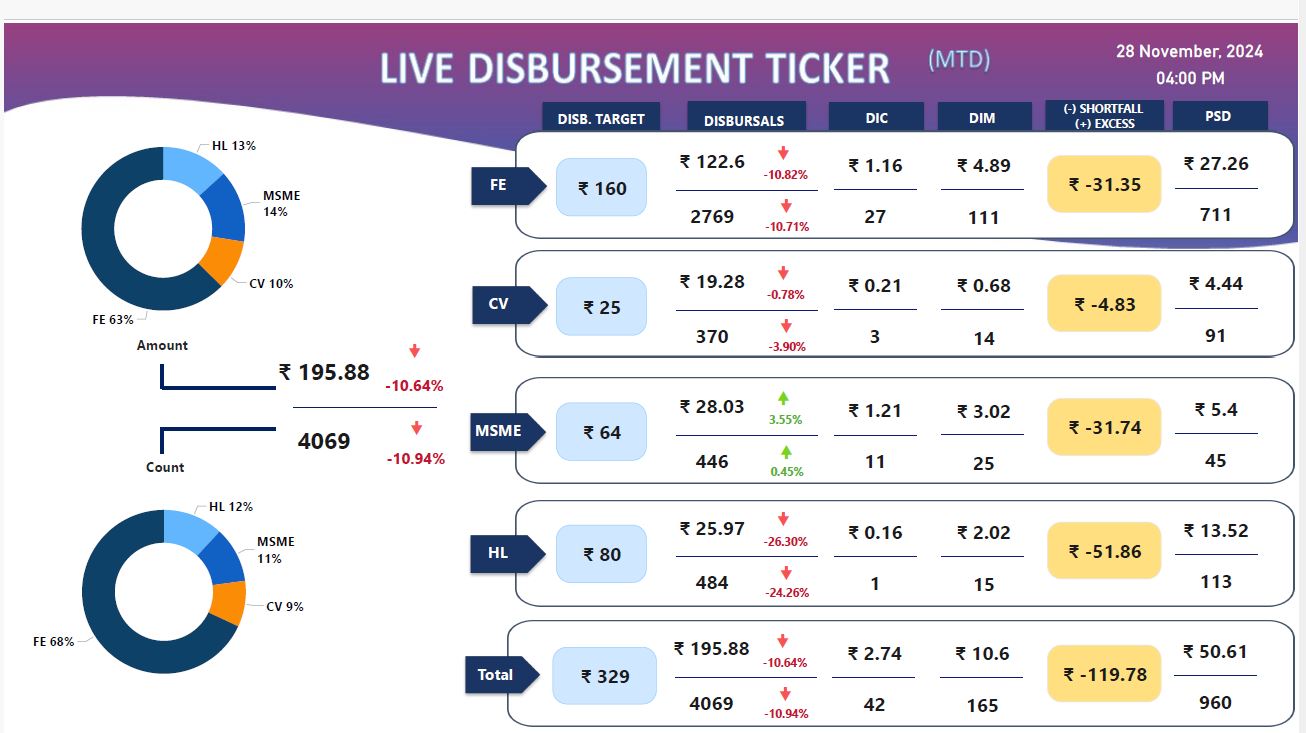 LIVE DISBURSEMENT TICKER (MTD)
28 November, 2024
04:00 PM
DISB. TARGET
DISBURSALS
DIC
DIM
(-) SHORTFALL
(+) EXCESS
PSD
HL 13%
MSME
14%
CV 10%
FE 63%
Amount
₹ 195.88
-10.64%
4069
-10.94%
Count
HL 12%
MSME
11%
CV 9%
FE 68%
FE
₹ 160
₹ 122.6
-10.82%
₹ 1.16
₹ 4.89
₹ -31.35
₹ 27.26
2769
-10.71%
27
111
711
CV
₹ 25
₹ 19.28
-0.78%
₹ 0.21
₹ 0.68
₹ -4.83
₹ 4.44
370
-3.90%
3
14
91
MSME
₹ 64
₹ 28.03
3.55%
₹ 1.21
₹ 3.02
₹ -31.74
₹ 5.4
446
0.45%
11
25
45
HL
₹ 80
₹ 25.97
-26.30%
₹ 0.16
₹ 2.02
₹ -51.86
₹ 13.52
484
-24.26%
1
15
113
Total
₹ 329
₹ 195.88
-10.64%
₹ 2.74
₹ 10.6
₹ -119.78
₹ 50.61
4069
-10.94%
42
165
960